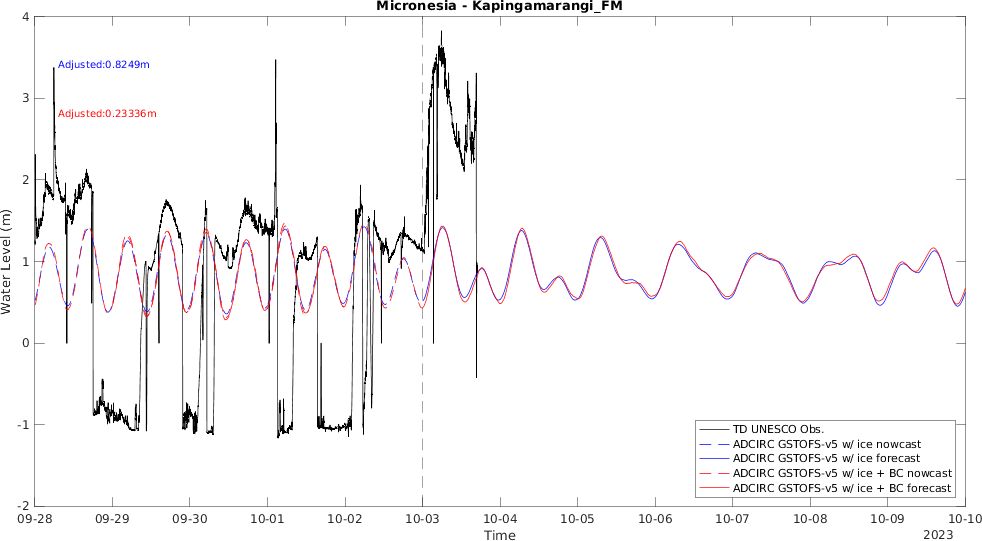 Micronesia - Kapingamarangi_FM
Adjusted:0.8249m
Adjusted:0.23336m
Water Level (m)
4
3
2
1
0
-1
-2
TD UNESCO Obs.
ADCIRC GSTOFS-v5 w/ ice nowcast
ADCIRC GSTOFS-v5 w/ ice forecast
ADCIRC GSTOFS-v5 w/ ice + BC nowcast
ADCIRC GSTOFS-v5 w/ ice + BC forecast
09-28 09-29 09-30 10-01 10-02 10-03 10-04 10-05 10-06 10-07 10-08 10-09 10-10
Time
2023